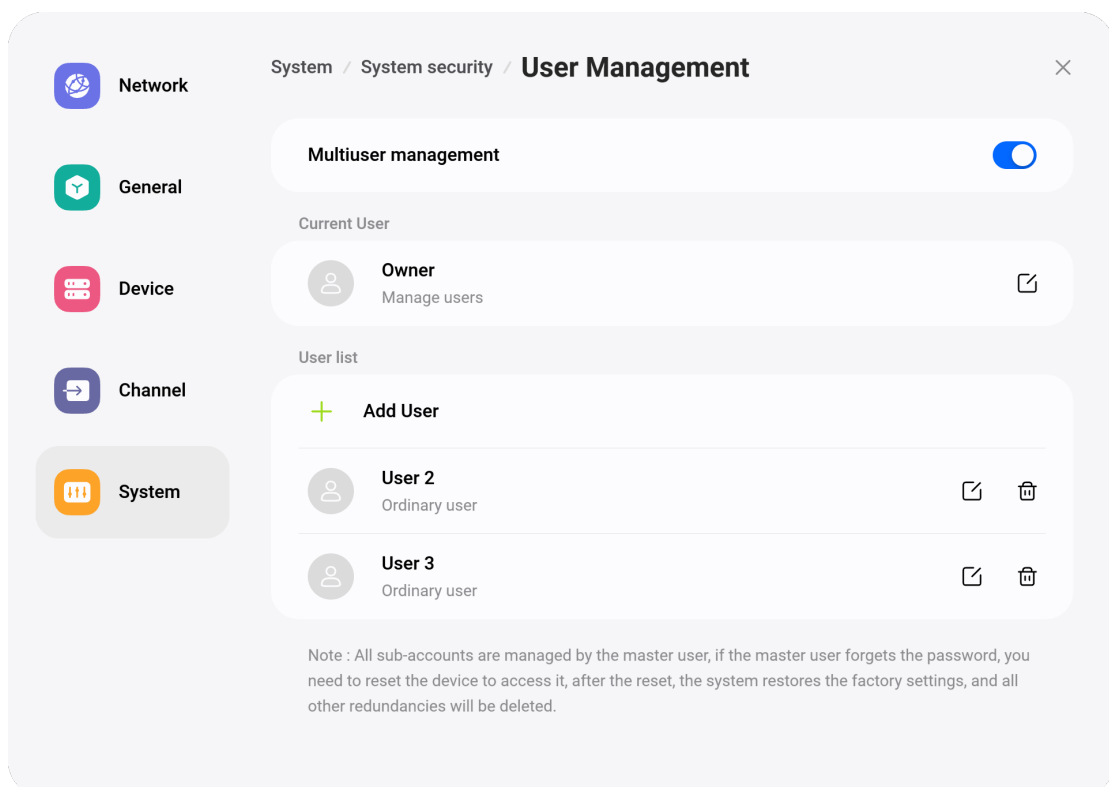 Network
General
Device
Channel
System
System / System security / User Management
Multiuser management
Current User
Owner
Manage users
User list
Add User
User 2
Ordinary user
User 3
Ordinary user
Note : All sub-accounts are managed by the master user, if the master user forgets the password, you
need to reset the device to access it, after the reset, the system restores the factory settings, and all
other redundancies will be deleted.